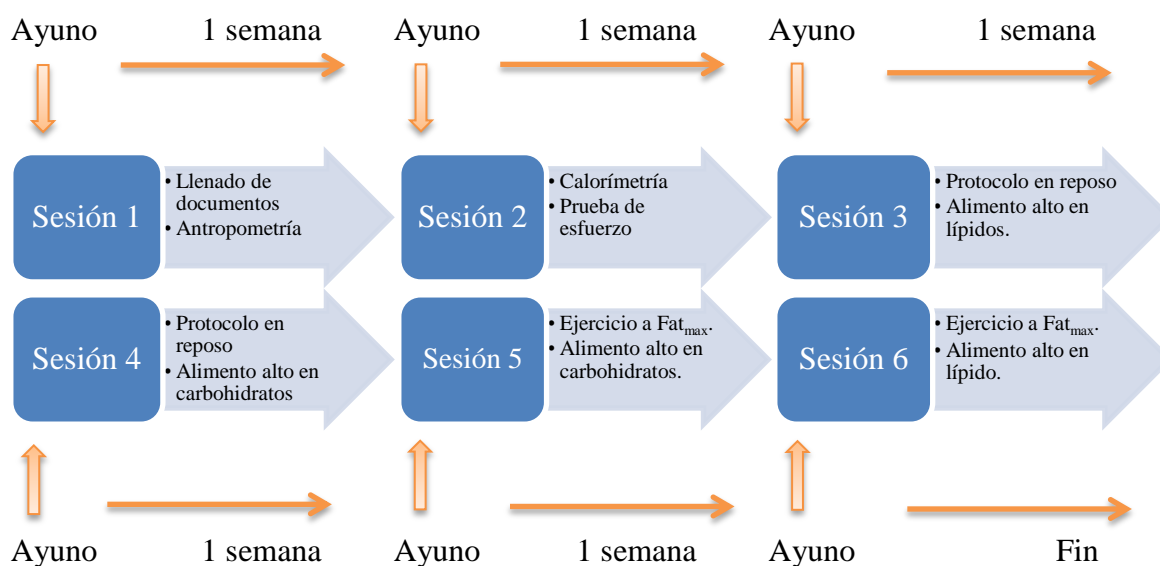 Ayuno 1 semana Ayuno 1 semana Ayuno 1 semana
Sesión 1
• Llenado de
documentos
• Antropometría
Sesión 2
• Calorímetría
• Prueba de
esfuerzo
Sesión 3
• Protocolo en reposo
• Alimento alto en
lípidos.
Sesión 4
• Protocolo en
reposo
• Alimento alto en
carbohidratos
Sesión 5
• Ejercicio a Fatmax.
• Alimento alto en
carbohidratos.
Sesión 6
• Ejercicio a Fatmax.
• Alimento alto en
lípido.
Ayuno 1 semana Ayuno 1 semana Ayuno Fin